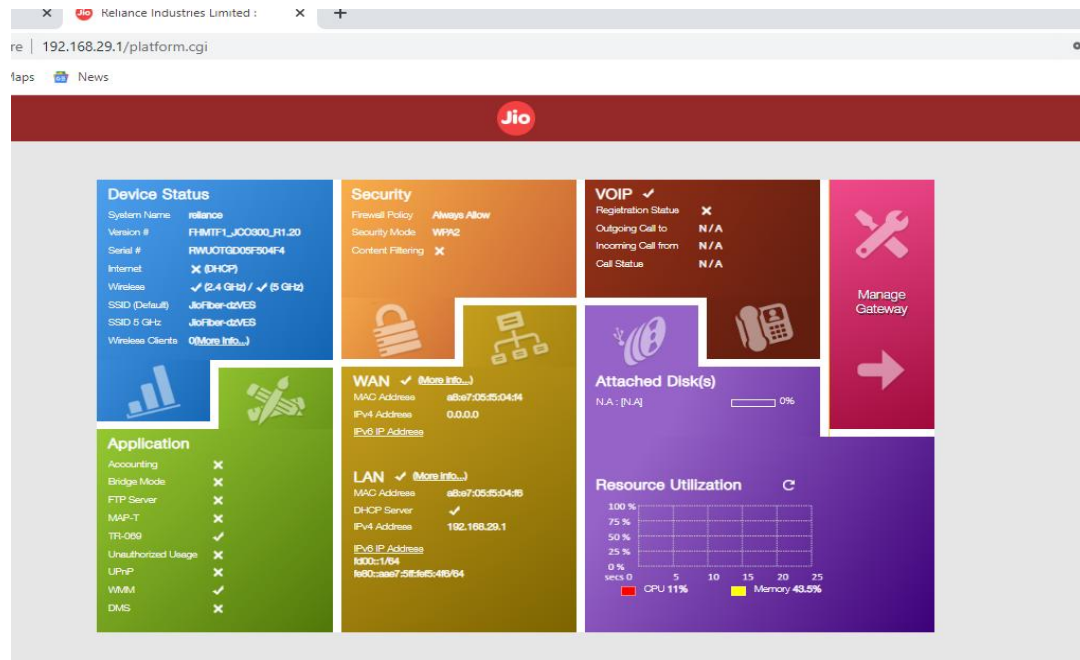 Jio Reliance Industries Limited :
re | 192.168.29.1/platform.cgi
Maps News
Jio
Device Status
System Name reliance
Version # FHMTF1_JCO300_R1.20
Serial # RWUOTGD05F504F4
Internet (DHCP)
Wireless (2.4 GHz) / (5 GHz)
SSID (Default) JioFiber-dzVES
SSID 5 GHz JioFiber-dzVES
Wireless Clients 0(More Info...)
Security
Firewall Policy Always Allow
Security Mode WPA2
Content Filtering
VOIP
Registration Status
Outgoing Call to N/A
Incoming Call from N/A
Call Status N/A
Manage
Gateway
Application
Accounting
Bridge Mode
FTP Server
MAP-T
TR-069
Unauthorized Usage
UPnP
WMM
DMS
WAN (More Info...)
MAC Address a8:e7:05:f5:04:f4
IPv4 Address 0.0.0.0
IPv6 IP Address
LAN (More Info...)
MAC Address a8:e7:05:f5:04:f6
DHCP Server
IPv4 Address 192.168.29.1
IPv6 IP Address
fd00::1/64
fe80::aae7:5ff:fef5:4f6/64
Attached Disk(s)
N.A : [N.A] 0%
Resource Utilization
100 %
75 %
50 %
25 %
0 %
secs 0 5 10 15 20 25
CPU 11% Memory 43.5%